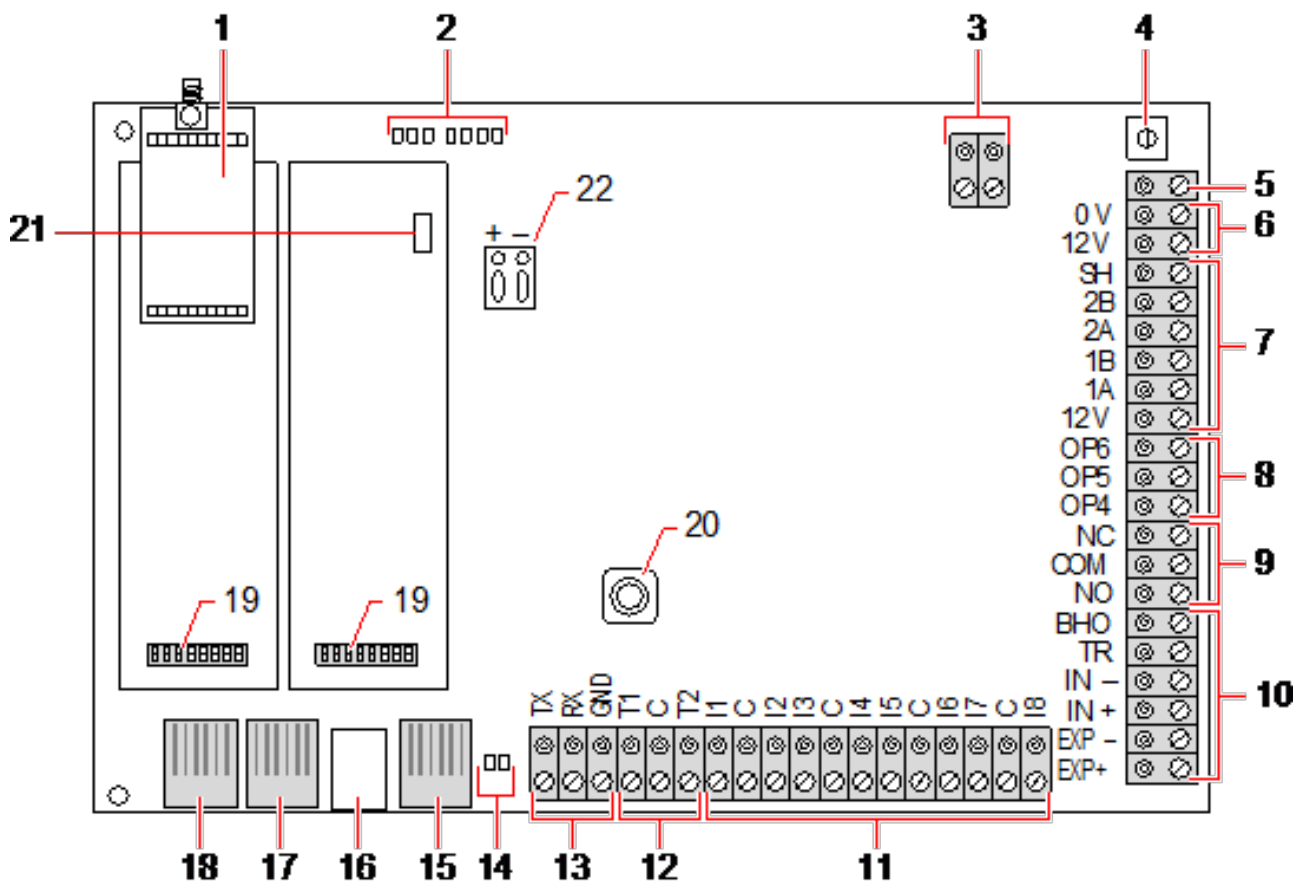 1 2 3 4
5
0 V
6
12 V
21
22
+ −
SH
2B
2A
7
1B
1A
12 V
OP6
OP5
8
OP4
20
NC
COM
9
NO
19 19
BHO
TR
IN −
10
IN +
EXP −
EXP+
TX RX GND T1 C T2 I1 C I2 I3 C I4 I5 C I6 I7 C I8
18 17 16 15 14 13 12 11